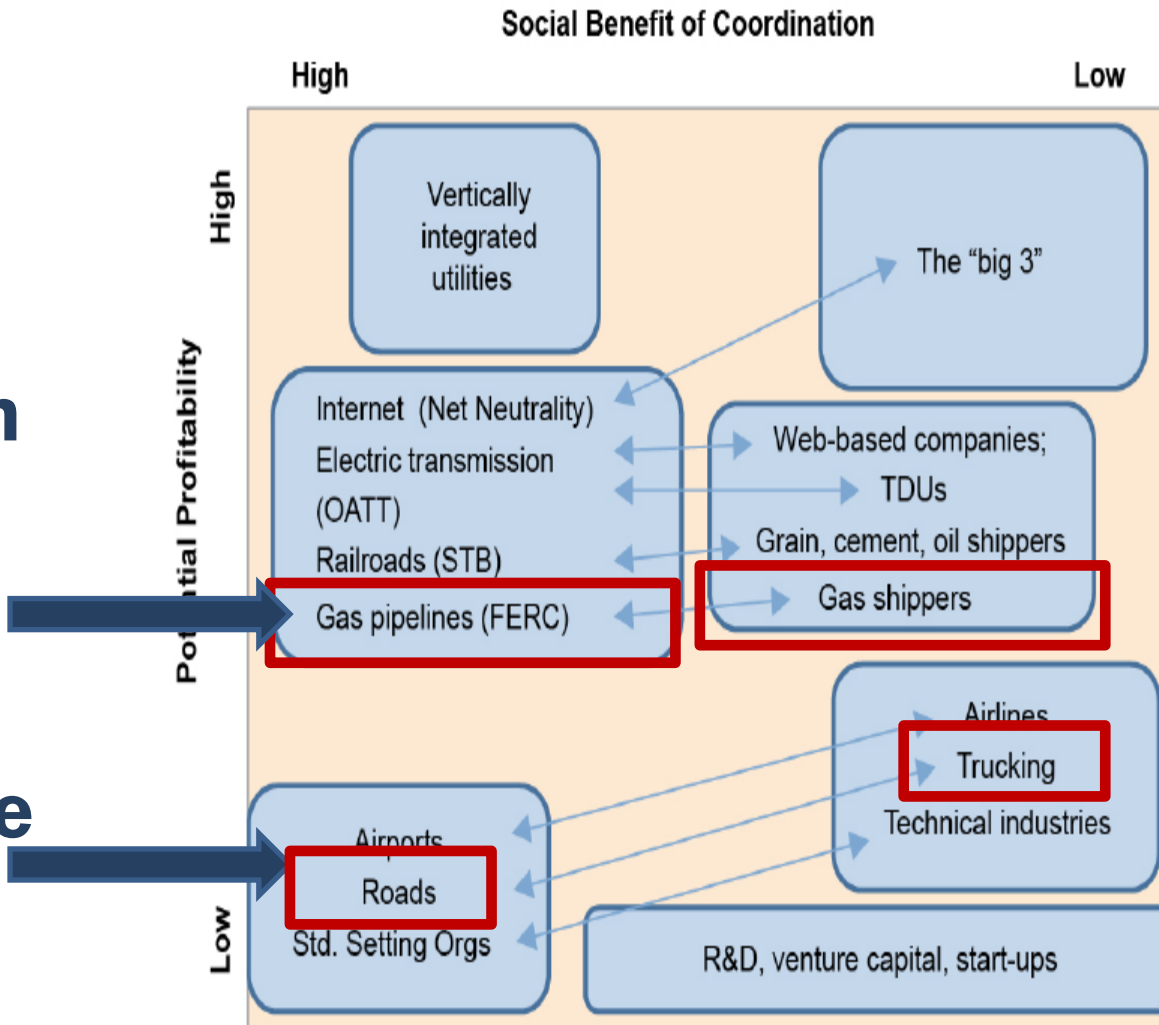 Social Benefit of Coordination
High
Low
High
Potential Profitability
Low
Vertically
integrated
utilities
The “big 3”
Internet (Net Neutrality)
Electric transmission
(OATT)
Railroads (STB)
Gas pipelines (FERC)
Web-based companies;
TDUs
Grain, cement, oil shippers
Gas shippers
Airlines
Trucking
Technical industries
Airports
Roads
Std. Setting Orgs
R&D, venture capital, start-ups